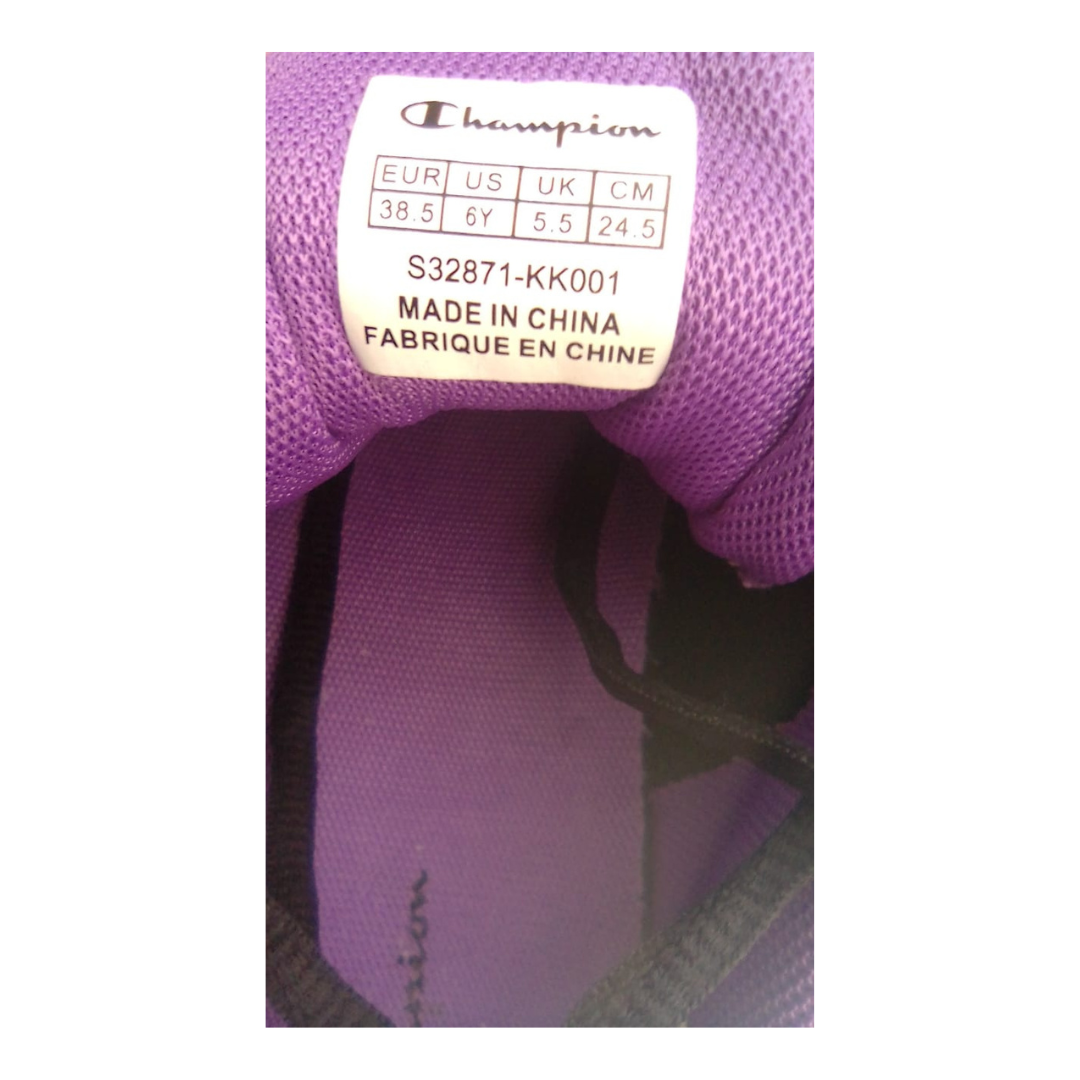 Champion
EUR US UK CM
38.5 6Y 5.5 24.5
S32871-KK001
MADE IN CHINA
FABRIQUE EN CHINE